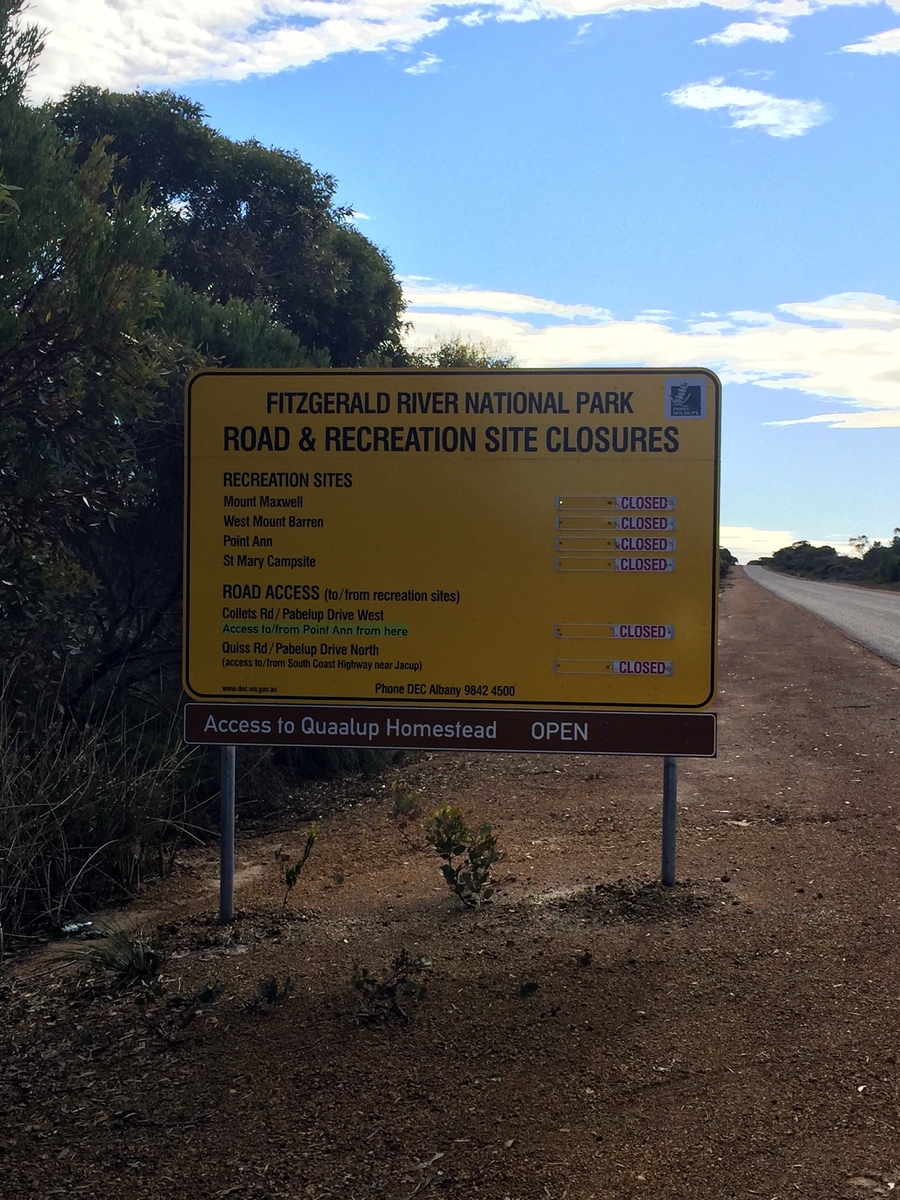 FITZGERALD RIVER NATIONAL PARK
PARKS
WILDLIFE
ROAD & RECREATION SITE CLOSURES
RECREATION SITES
Mount Maxwell CLOSED
West Mount Barren CLOSED
Point Ann CLOSED
St Mary Campsite CLOSED
ROAD ACCESS (to/from recreation sites)
Collets Rd/Pabelup Drive West
Access to/from Point Ann from here CLOSED
Quiss Rd/Pabelup Drive North
(access to/from South Coast Highway near Jacup) CLOSED
www.dec.wa.gov.au Phone DEC Albany 9842 4500
Access to Quaalup Homestead OPEN